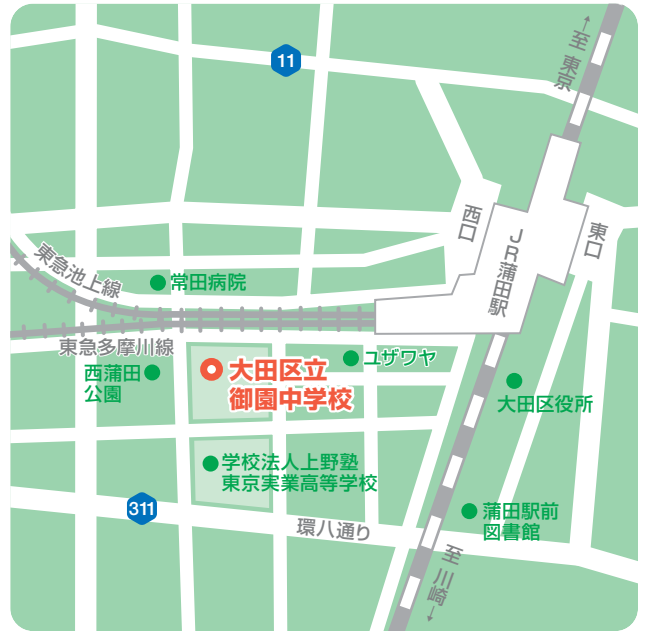 至 東京
11
西口
東口
JR蒲田駅
東急池上線
常田病院
東急多摩川線
ユザワヤ
大田区立
御園中学校
西蒲田
公園
大田区役所
学校法人上野塾
東京実業高等学校
311
蒲田駅前
図書館
環八通り
至 川崎